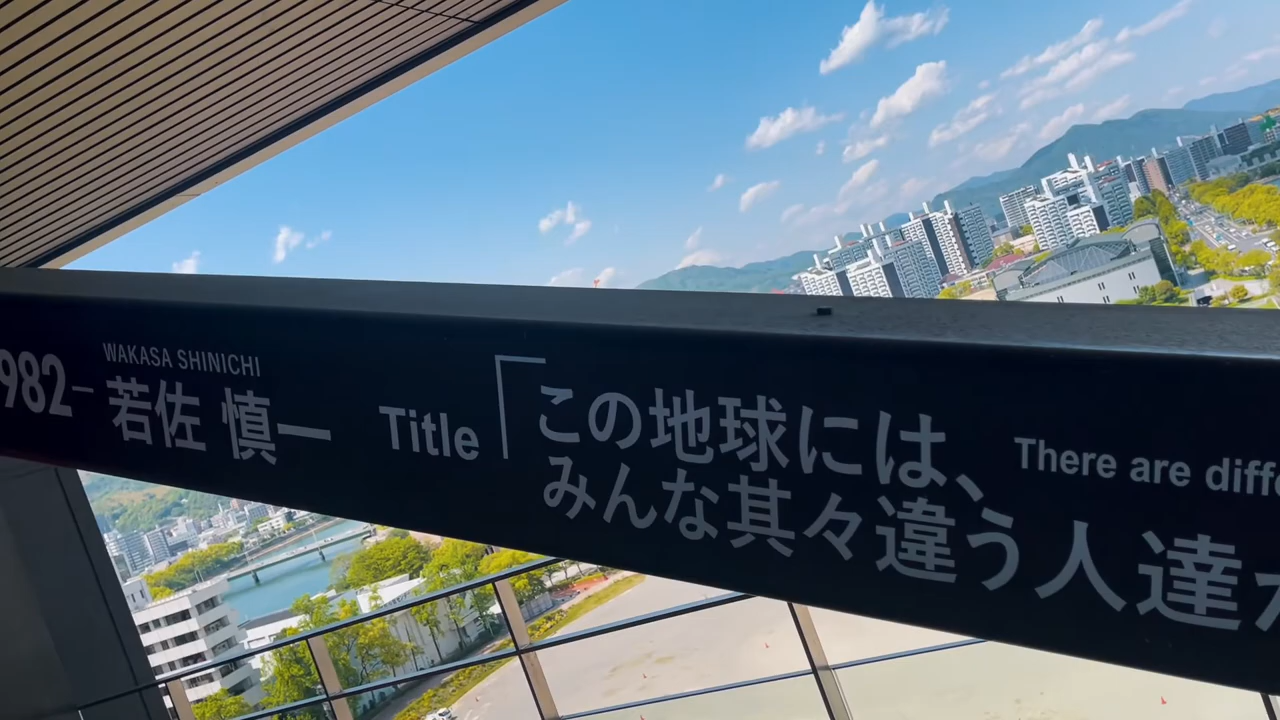 982–
WAKASA SHINICHI
若佐 慎一
Title
「この地球には、
みんな其々違う人達
There are diff